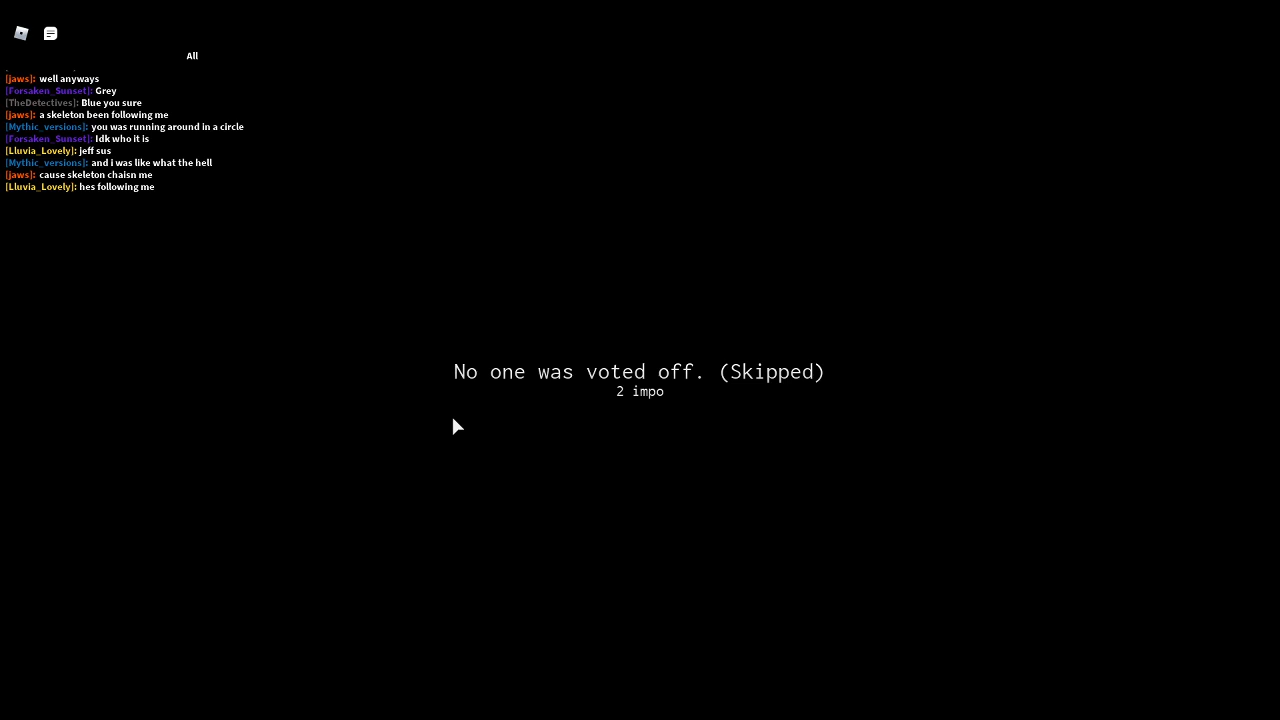 All
[jaws]: well anyways
[Forsaken_Sunset]: Grey
[TheDetectives]: Blue you sure
[jaws]: a skeleton been following me
[Mythic_versions]: you was running around in a circle
[Forsaken_Sunset]: Idk who it is
[Lluvia_Lovely]: jeff sus
[Mythic_versions]: and i was like what the hell
[jaws]: cause skeleton chaisn me
[Lluvia_Lovely]: hes following me
No one was voted off. (Skipped)
2 impo